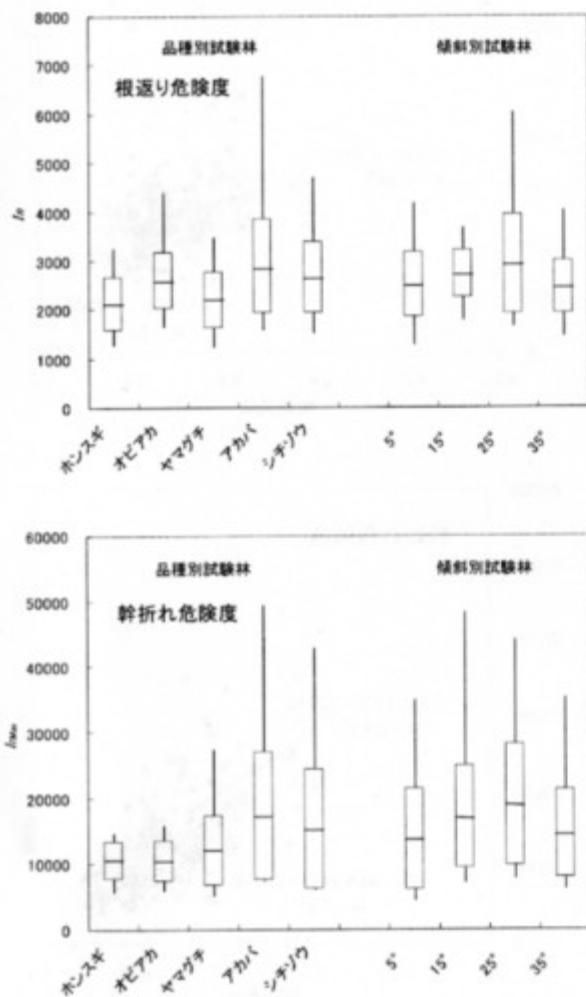 8000
7000
6000
5000
4000
3000
2000
1000
0
品種別試験林
傾斜別試験林
根返り危険度
ホンスギ
オビアカ
ヤマグチ
アカバ
シチゾウ
5°
15°
25°
35°
60000
50000
40000
30000
20000
10000
0
品種別試験林
傾斜別試験林
幹折れ危険度
ホンスギ
オビアカ
ヤマグチ
アカバ
シチゾウ
5°
15°
25°
35°